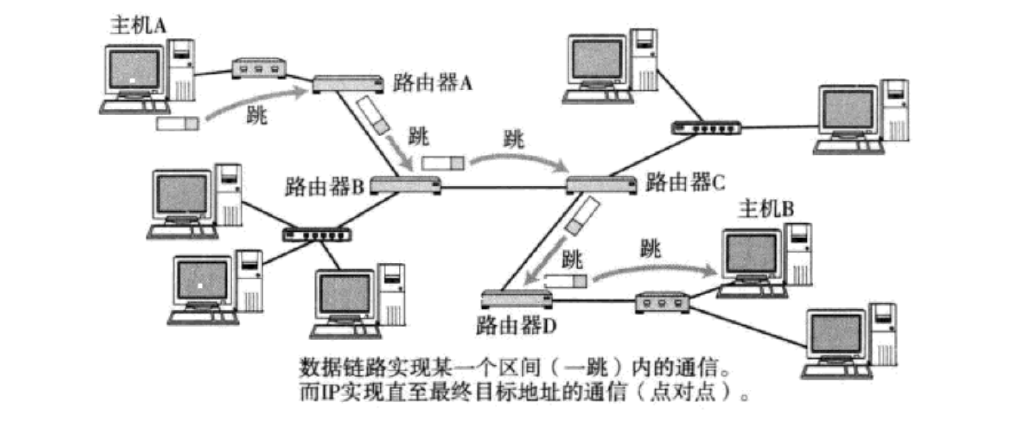 主机A
路由器A
跳
跳
跳
路由器B
路由器C
主机B
跳
跳
路由器D
数据链路实现某一个区间（一跳）内的通信。
而IP实现直至最终目标地址的通信（点对点）。